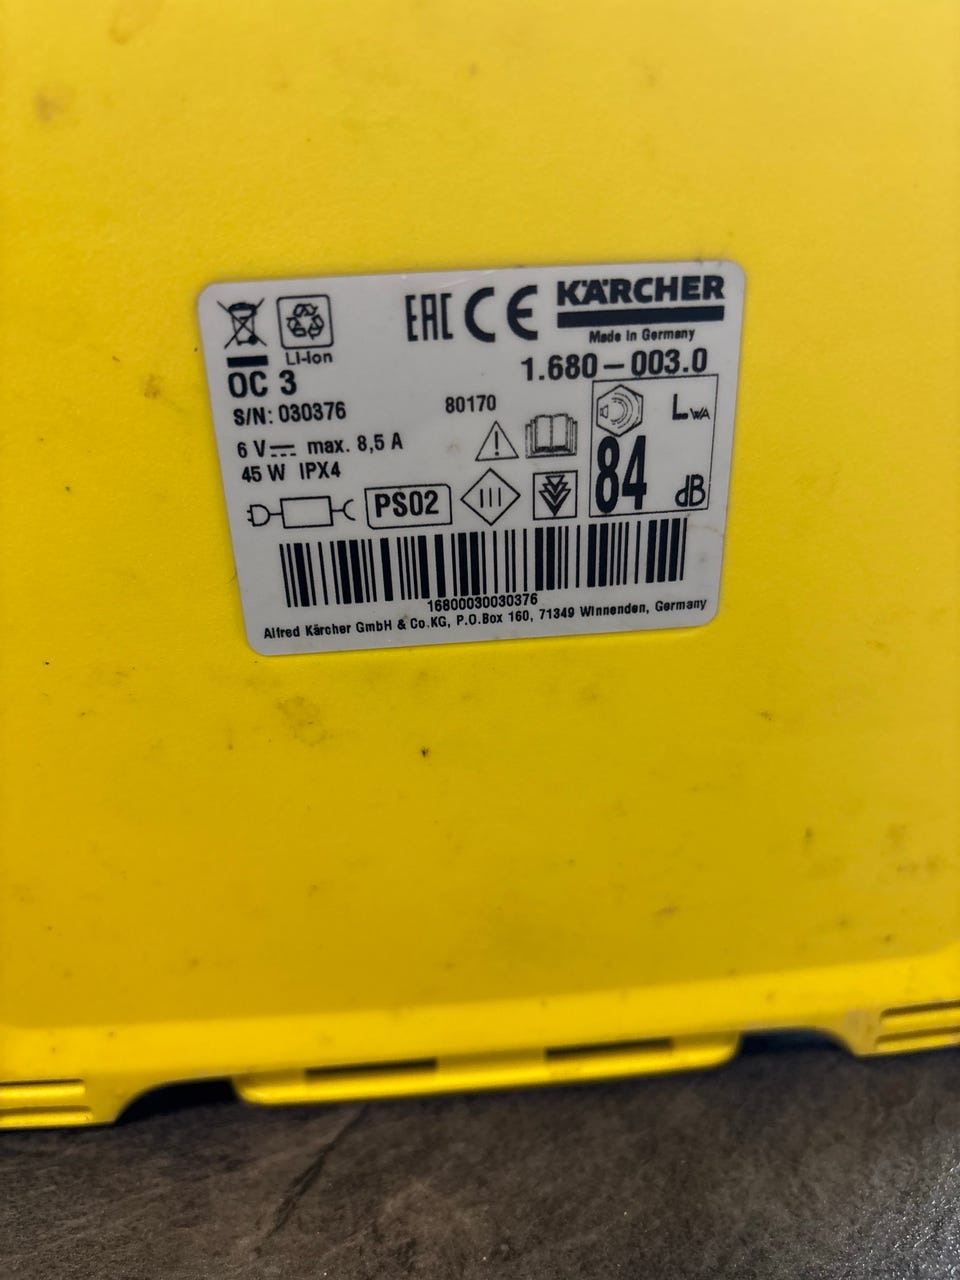 EAC CE KÄRCHER
Made in Germany
Li-Ion
1.680-003.0
OC 3
S/N: 030376
80170
LWA
6 V⎓ max. 8,5 A
45 W IPX4
84 dB
PS02
16800030030376
Alfred Kärcher GmbH & Co.KG, P.O.Box 160, 71349 Winnenden, Germany